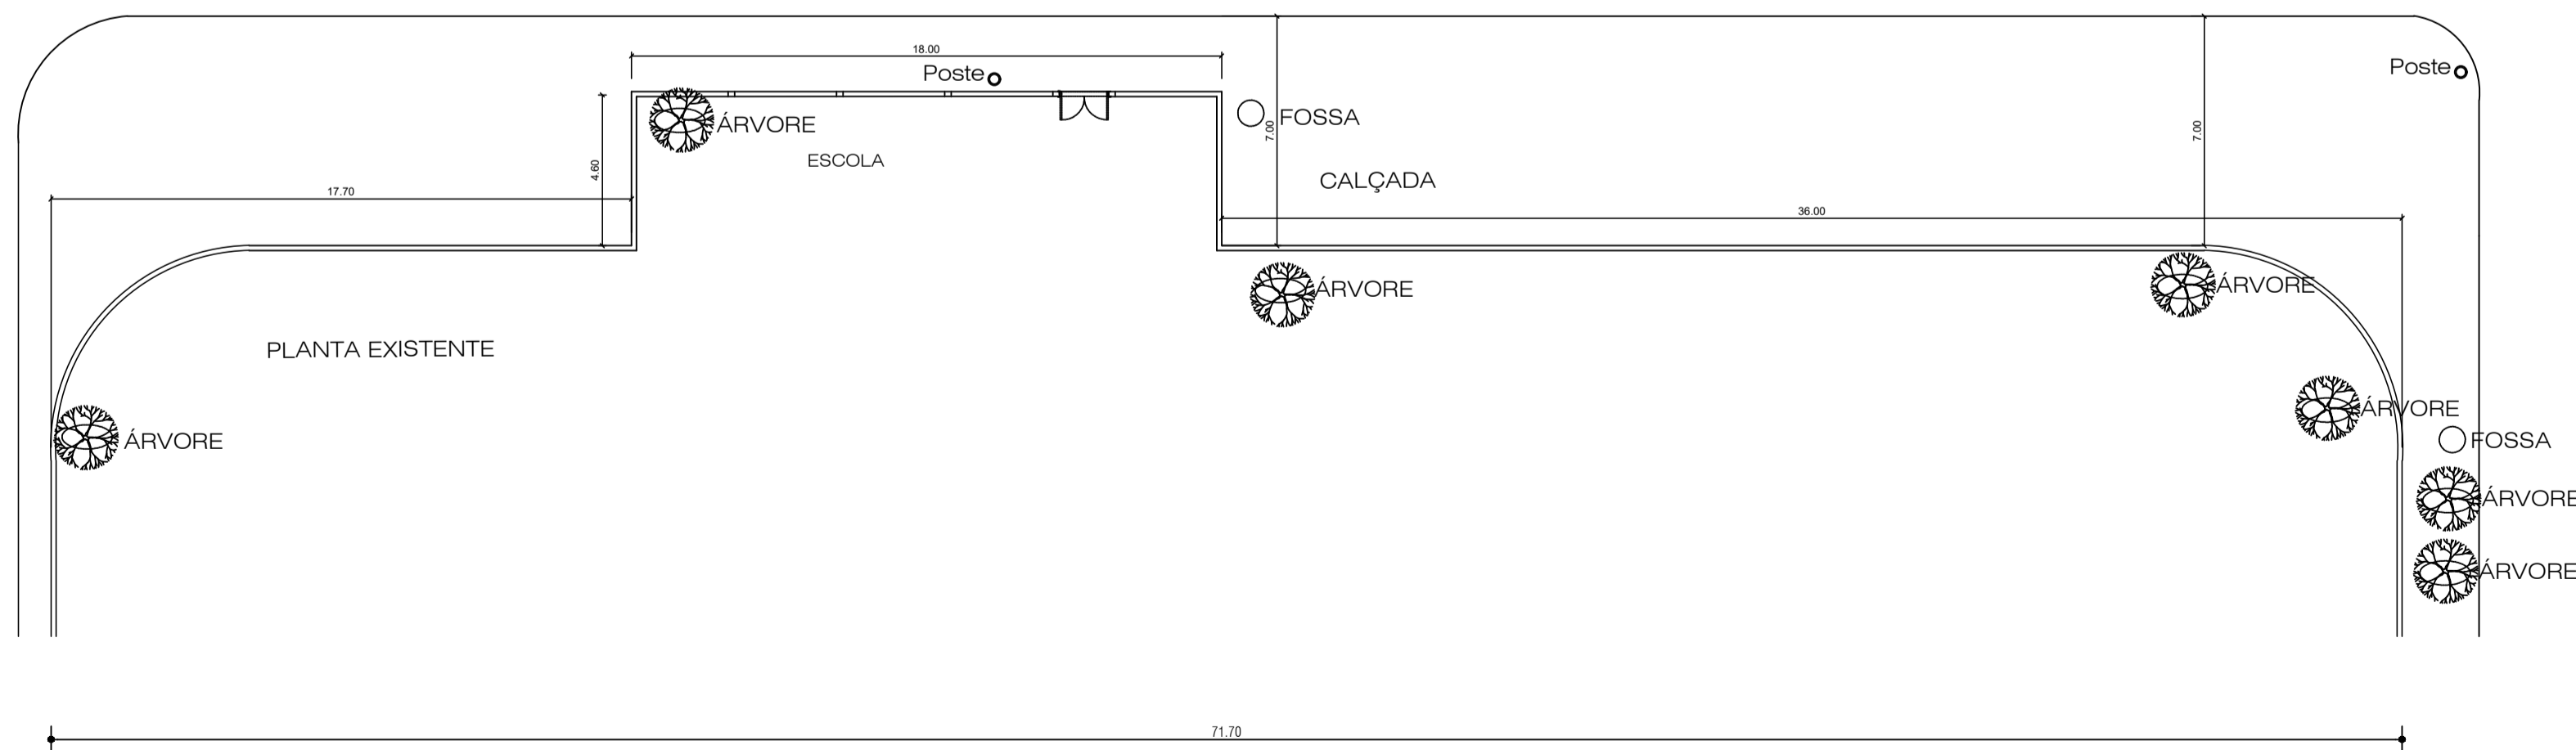 18.00
Poste
Poste
ÁRVORE
FOSSA
7.00
7.00
ESCOLA
4.60
CALÇADA
17.70
36.00
ÁRVORE
ÁRVORE
PLANTA EXISTENTE
ÁRVORE
ÁRVORE
FOSSA
ÁRVORE
ÁRVORE
71.70